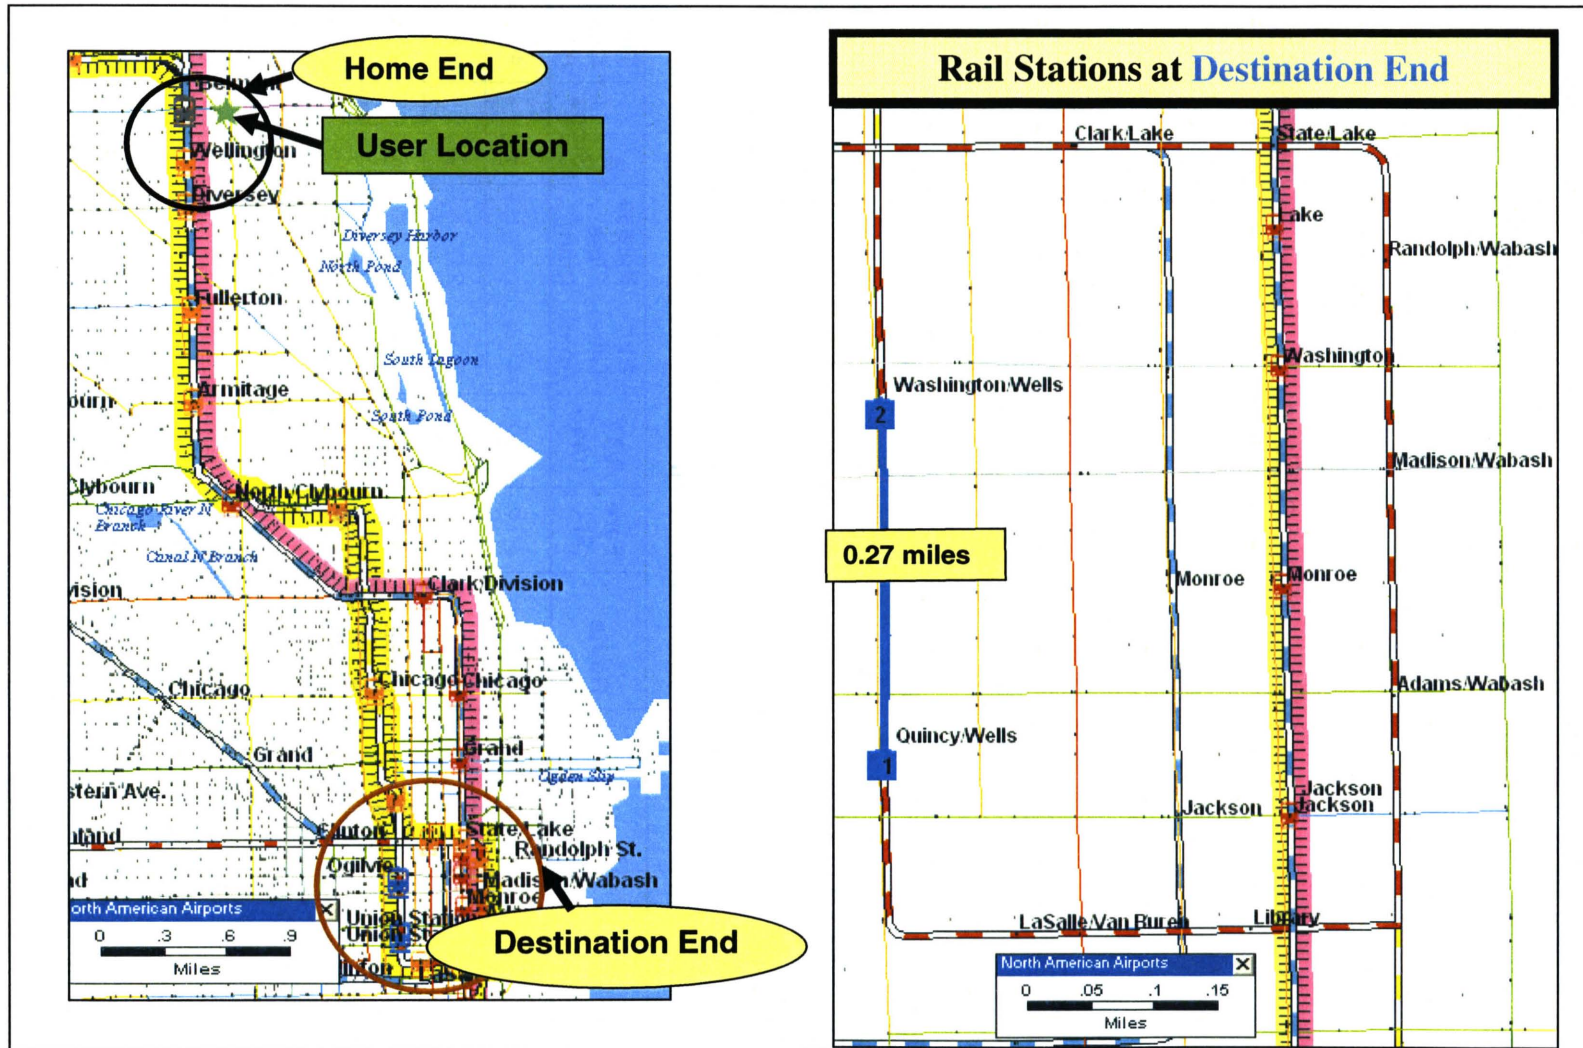 Home End
Belmont
User Location
Wellington
Diversey
Diversey Harbor
North Pond
Fullerton
South Lagoon
Armitage
South Pond
North/Clybourn
Chicago River N
Branch
Canal N Branch
Clark/Division
Chicago
Chicago
Chicago
Grand
Grand
Ogden Slip
Clinton
State/Lake
Randolph St.
Ogilvie
Madison/Wabash
Monroe
Union Station
North American Airports
0 .3 .6 .9
Miles
Destination End
Rail Stations at Destination End
Clark/Lake
State/Lake
Lake
Randolph/Wabash
Washington
Washington/Wells
2
Madison/Wabash
0.27 miles
Monroe
Monroe
Adams/Wabash
Quincy/Wells
1
Jackson
Jackson
Jackson
LaSalle/Van Buren
Library
North American Airports
0 .05 .1 .15
Miles